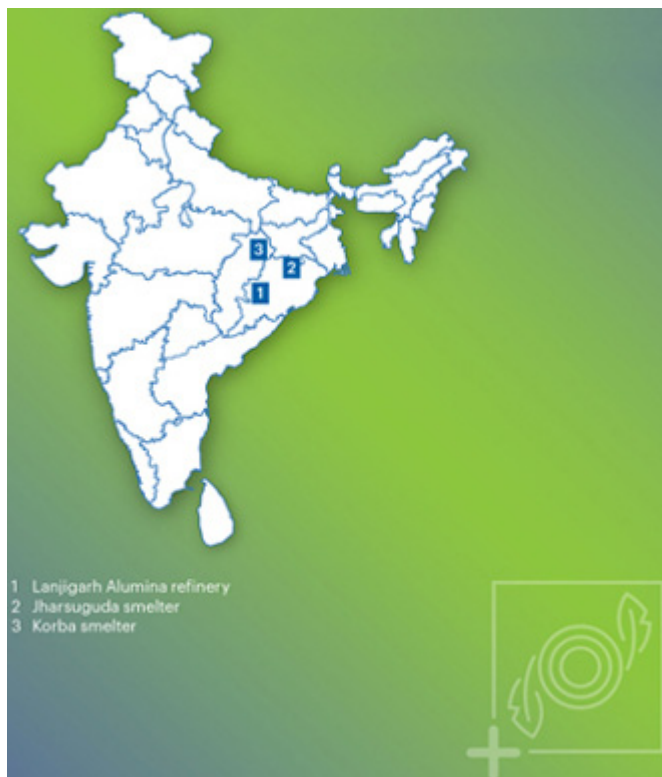 3
2
1
1 Lanjigarh Alumina refinery
2 Jharsuguda smelter
3 Korba smelter